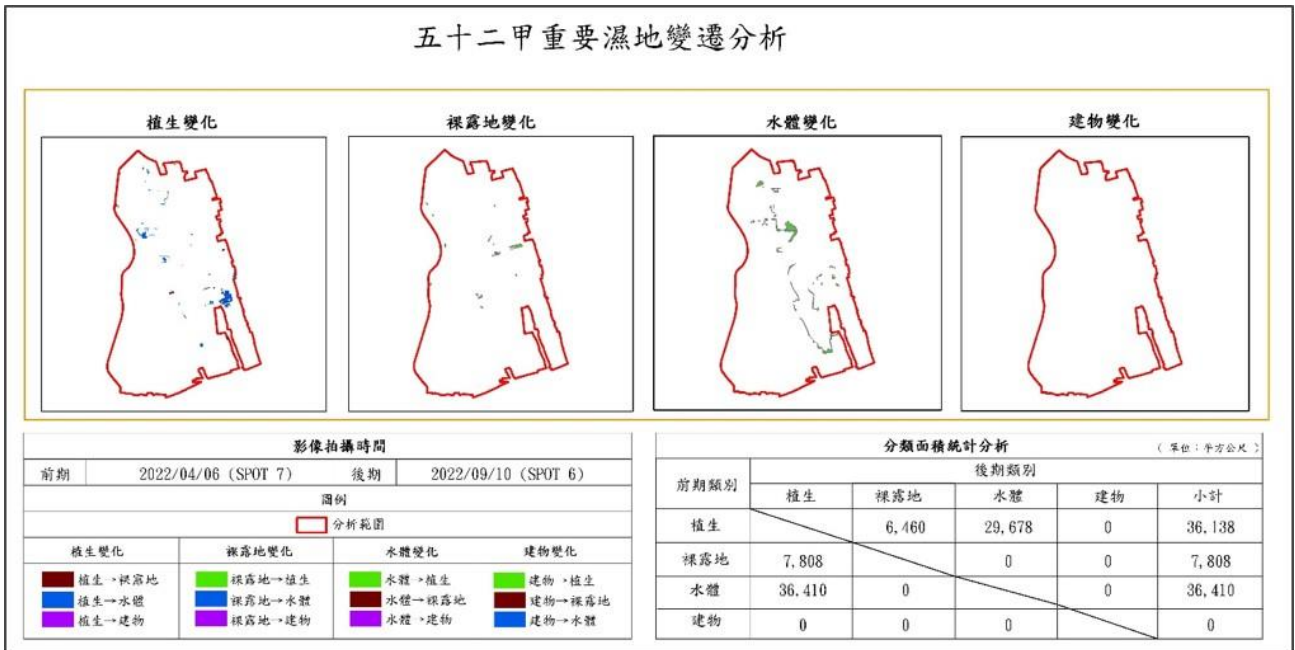 五十二甲重要濕地變遷分析
植生變化 裸露地變化 水體變化 建物變化
影像拍攝時間
前期 2022/04/06 (SPOT 7) 後期 2022/09/10 (SPOT 6)
圖例
分析範圍
植生變化 裸露地變化 水體變化 建物變化
植生→裸露地 裸露地→植生 水體→植生 建物→植生
植生→水體 裸露地→水體 水體→裸露地 建物→裸露地
植生→建物 裸露地→建物 水體→建物 建物→水體
分類面積統計分析 (單位:平方公尺)
前期類別 後期類別
植生 裸露地 水體 建物 小計
植生 6,460 29,678 0 36,138
裸露地 7,808 0 0 7,808
水體 36,410 0 0 36,410
建物 0 0 0 0